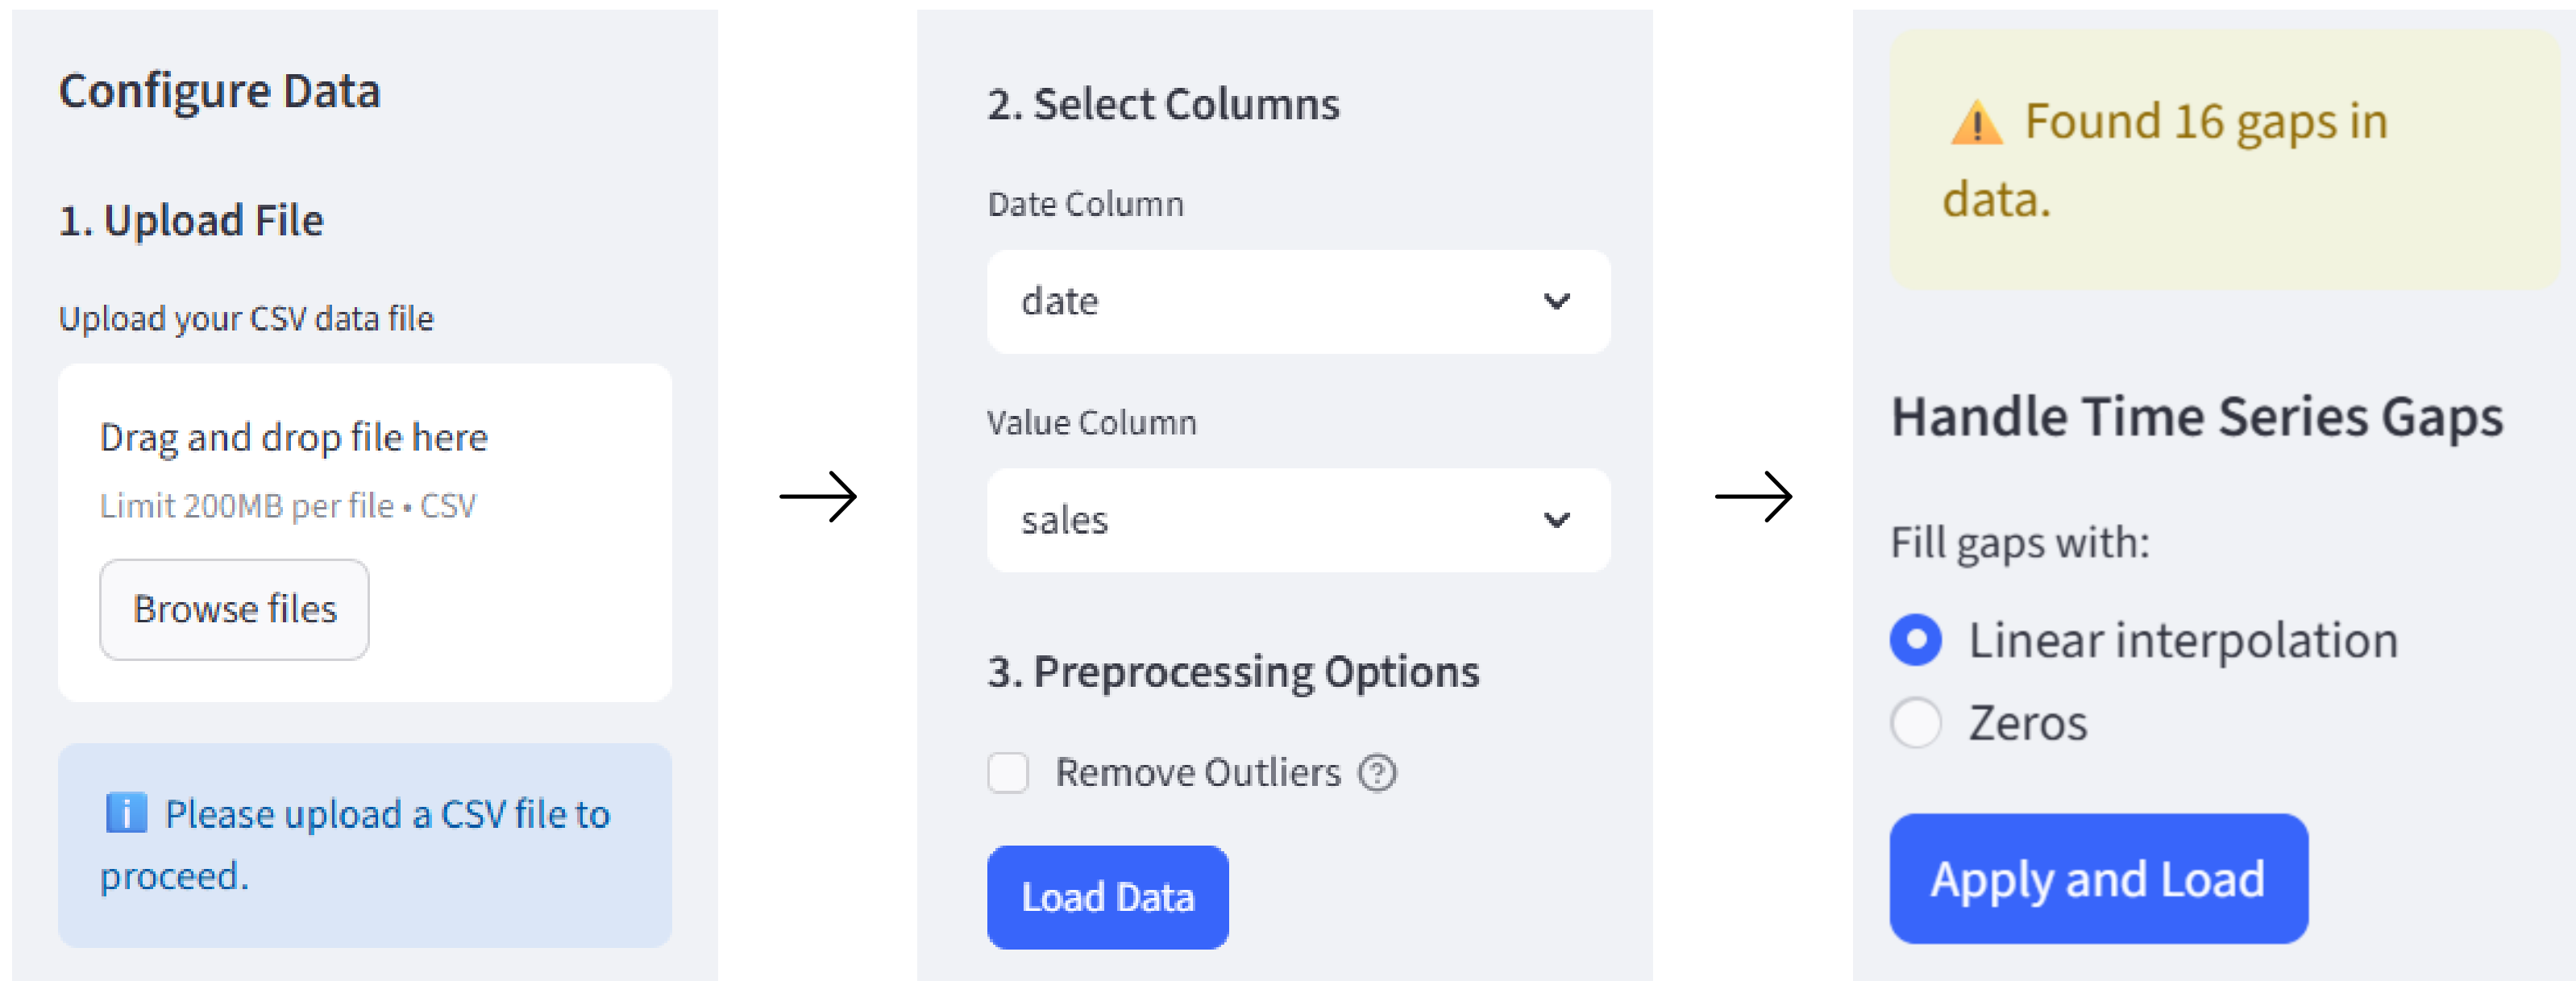 Configure Data
1. Upload File
Upload your CSV data file
Drag and drop file here
Limit 200MB per file • CSV
Browse files
Please upload a CSV file to
proceed.
2. Select Columns
Date Column
date
Value Column
sales
3. Preprocessing Options
Remove Outliers
Load Data
Found 16 gaps in
data.
Handle Time Series Gaps
Fill gaps with:
Linear interpolation
Zeros
Apply and Load